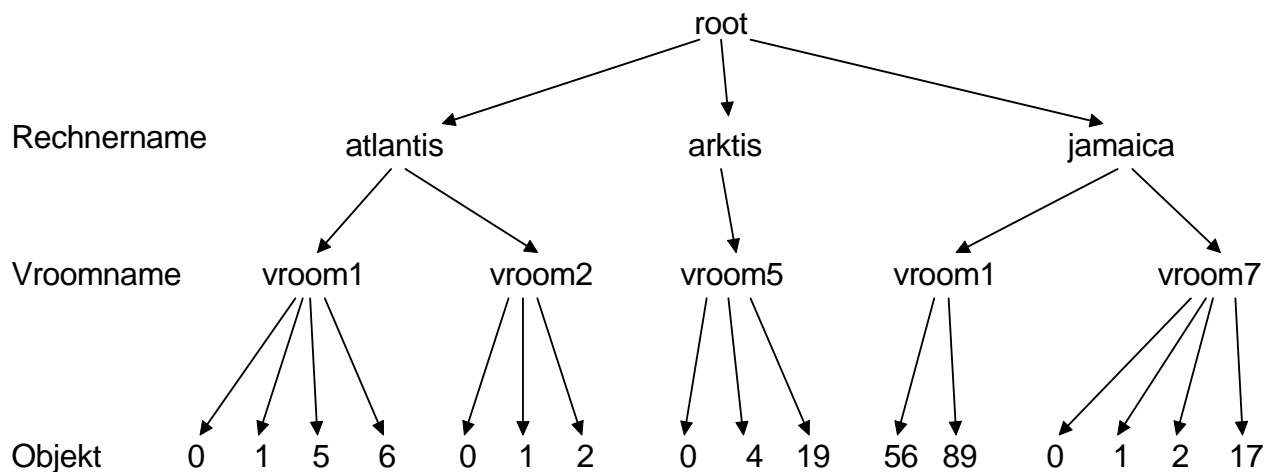 root
Rechnername atlantis arktis jamaica
Vroomname vroom1 vroom2 vroom5 vroom1 vroom7
Objekt 0 1 5 6 0 1 2 0 4 19 56 89 0 1 2 17